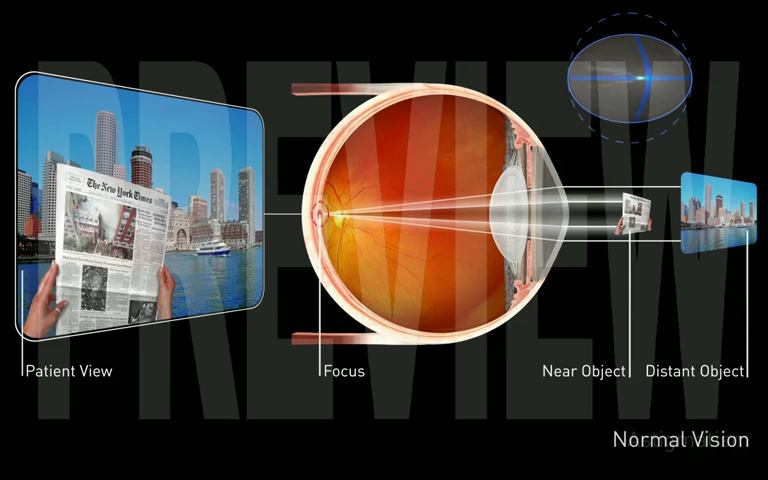 PREVIEW
The New York Times
Patient View
Focus
Near Object
Distant Object
Normal Vision